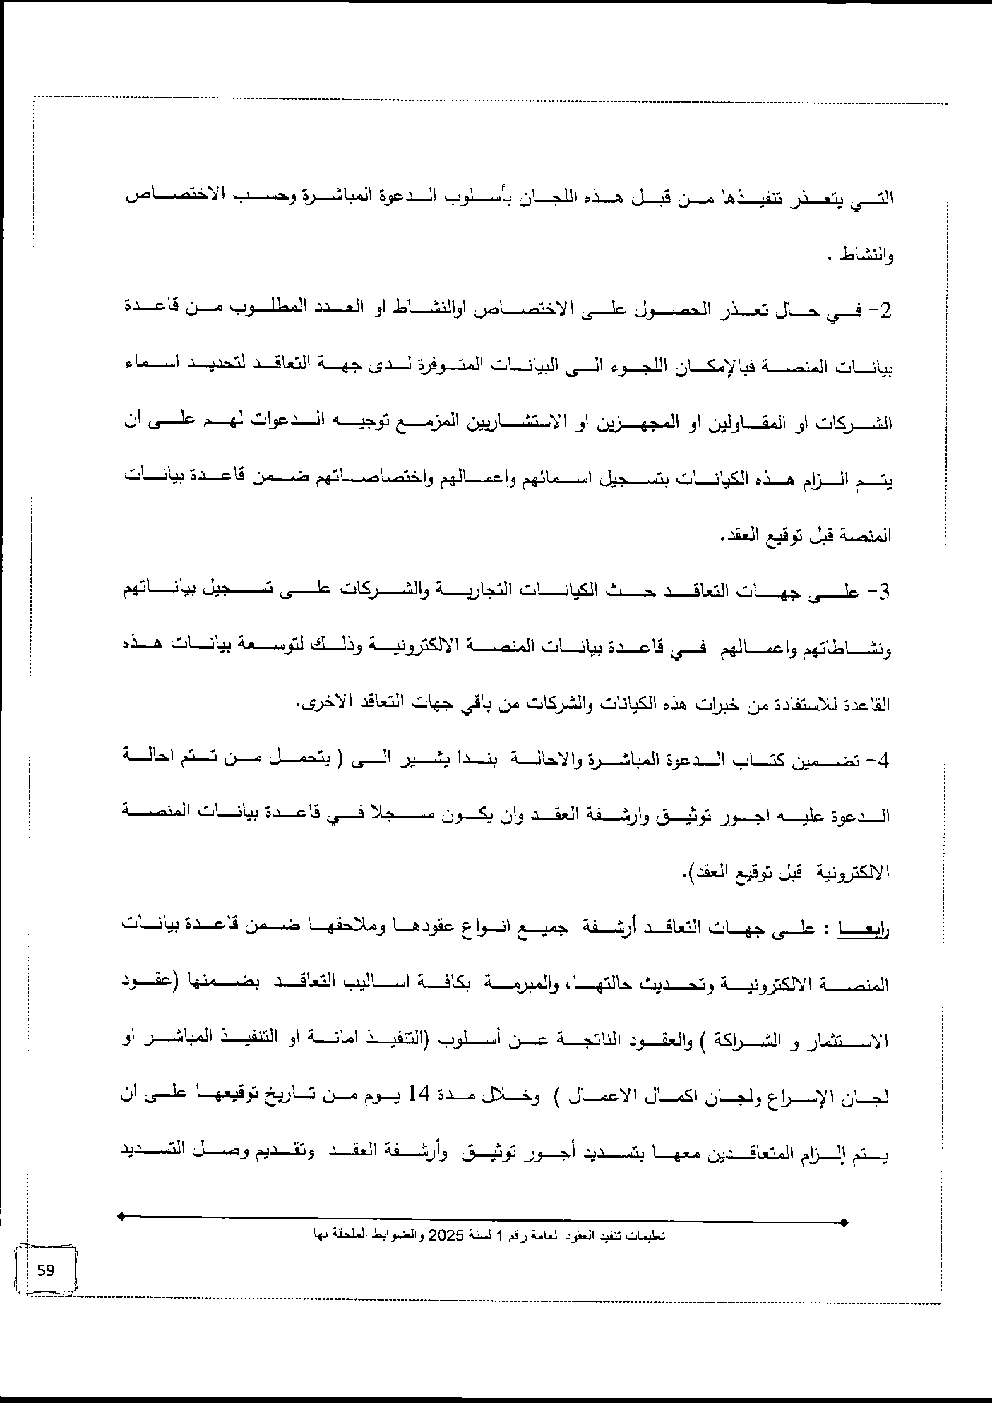 التي يتعذر تنفيذها من قبل هذه اللجان بأسلوب الدعوة المباشرة وحسب الاختصاص
والنشاط .
2- في حال تعذر الحصول على الاختصاص اوالنشاط او العدد المطلوب من قاعدة
بيانات المنصة فبالإمكان اللجوء الى البيانات المتوفرة لدى جهة التعاقد لتحديد اسماء
الشركات او المقاولين او المجهزين او الاستشاريين المزمع توجيه الدعوات لهم على ان
يتم الزام هذه الكيانات بتسجيل اسمائهم واعمالهم واختصاصاتهم ضمن قاعدة بيانات
المنصة قبل توقيع العقد.
3- على جهات التعاقد حث الكيانات التجارية والشركات على تسجيل بياناتهم
ونشاطاتهم واعمالهم في قاعدة بيانات المنصة الالكترونية وذلك لتوسعة بيانات هذه
القاعدة للاستفادة من خبرات هذه الكيانات والشركات من باقي جهات التعاقد الاخرى.
4- تضمين كتاب الدعوة المباشرة والاحالة بندا يشير الى ( يتحمل من تتم احالة
الدعوة عليه اجور توثيق وارشفة العقد وان يكون مسجلا في قاعدة بيانات المنصة
الالكترونية قبل توقيع العقد).
رابعا : على جهات التعاقد أرشفة جميع انواع عقودها وملاحقها ضمن قاعدة بيانات
المنصة الالكترونية وتحديث حالتها، والمبرمة بكافة اساليب التعاقد بضمنها (عقود
الاستثمار و الشراكة ) والعقود الناتجة عن أسلوب (التنفيذ امانة او التنفيذ المباشر او
لجان الإسراع ولجان اكمال الاعمال ) وخلال مدة 14 يوم من تاريخ توقيعها على ان
يتم إلزام المتعاقدين معها بتسديد أجور توثيق وأرشفة العقد وتقديم وصل التسديد
تعليمات تنفيذ العقود العامة رقم 1 لسنة 2025 والضوابط الملحقة بها
59